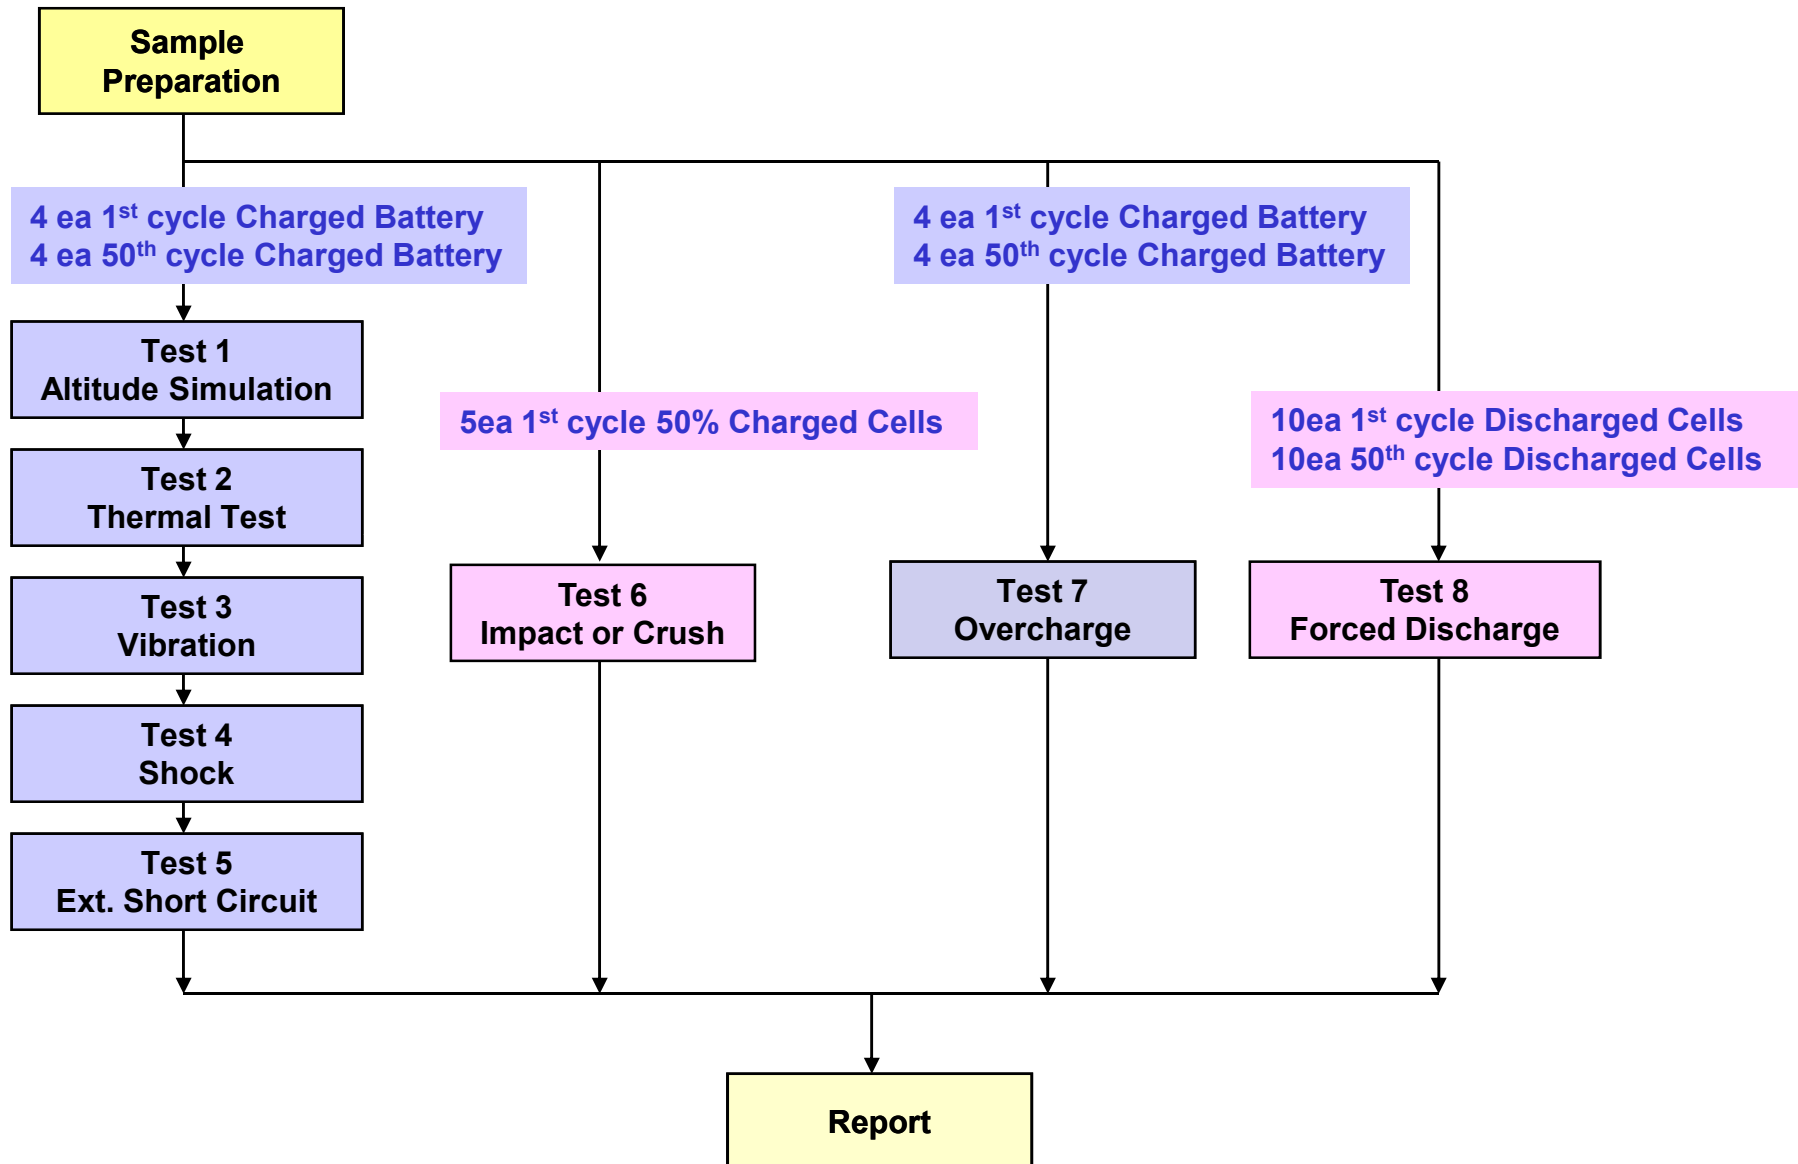 Sample
Preparation
4 ea 1st cycle Charged Battery
4 ea 50th cycle Charged Battery
4 ea 1st cycle Charged Battery
4 ea 50th cycle Charged Battery
Test 1
Altitude Simulation
5ea 1st cycle 50% Charged Cells
10ea 1st cycle Discharged Cells
10ea 50th cycle Discharged Cells
Test 2
Thermal Test
Test 3
Vibration
Test 6
Impact or Crush
Test 7
Overcharge
Test 8
Forced Discharge
Test 4
Shock
Test 5
Ext. Short Circuit
Report